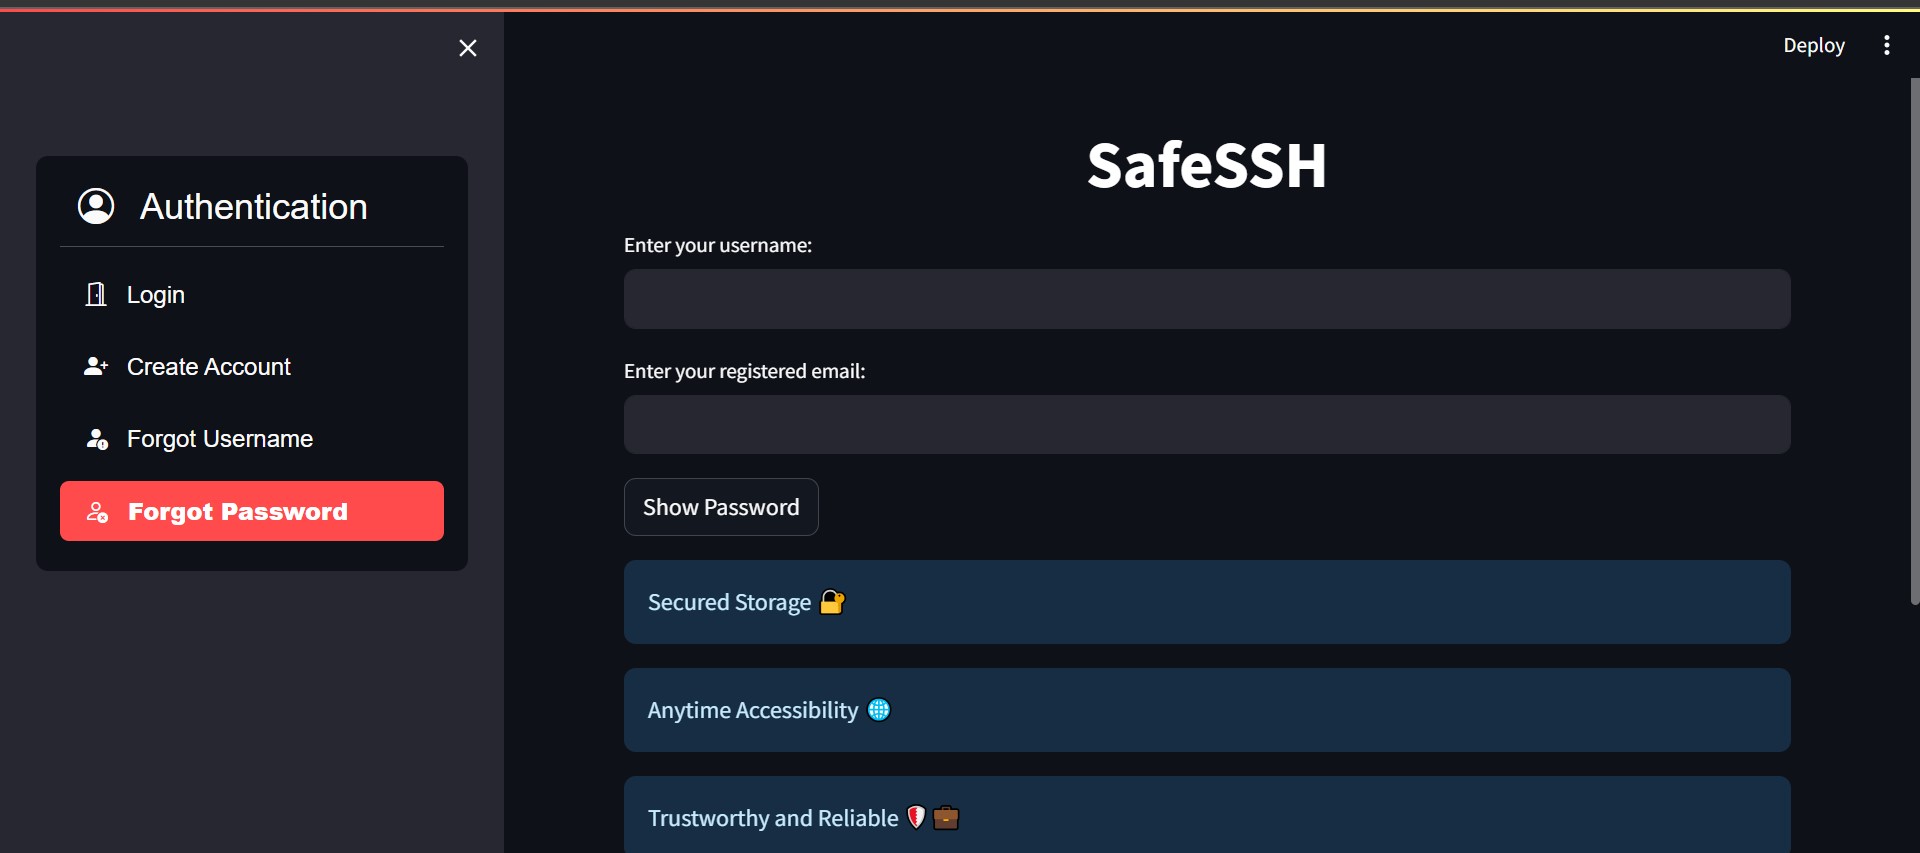 Deploy
Authentication
Login
Create Account
Forgot Username
Forgot Password
SafeSSH
Enter your username:
Enter your registered email:
Show Password
Secured Storage 🔐
Anytime Accessibility 🌐
Trustworthy and Reliable 🛡️💼